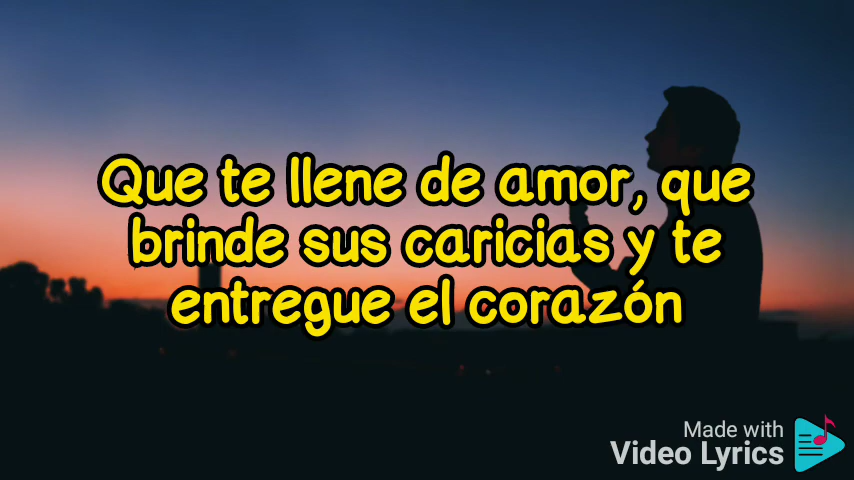 Que te llene de amor, que
brinde sus caricias y te
entregue el corazón
Made with
Video Lyrics